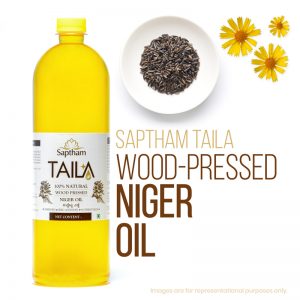 Saptham
TAILA
100% NATURAL
WOOD PRESSED
NIGER OIL
NET CONTENT :
SAPTHAM TAILA
WOOD-PRESSED
NIGER
OIL
Images are for representational purposes only